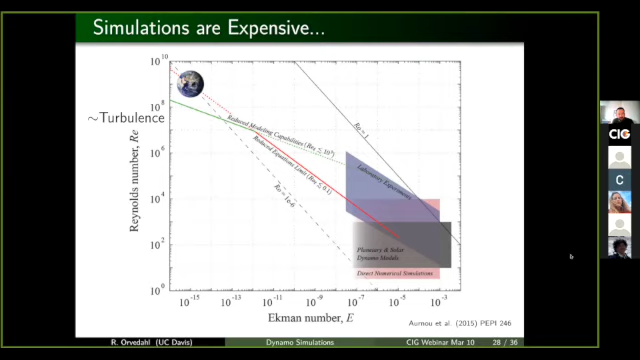 Simulations are Expensive...
10^10
10^8
10^6
10^4
10^2
10^0
~Turbulence
Reynolds number, Re
Reduced Modeling Capabilities (Re_E ≤ 10^3)
Reduced Equations Limit (Ro_E ≤ 0.1)
Ro = 1
Ro = 1e-6
Laboratory Experiments
Planetary & Solar
Dynamo Models
Direct Numerical Simulations
10^-15
10^-13
10^-11
10^-9
10^-7
10^-5
10^-3
Ekman number, E
Aurnou et al. (2015) PEPI 246
R. Orvedahl (UC Davis)
Dynamo Simulations
CIG Webinar Mar 10
28 / 36
CIG
C